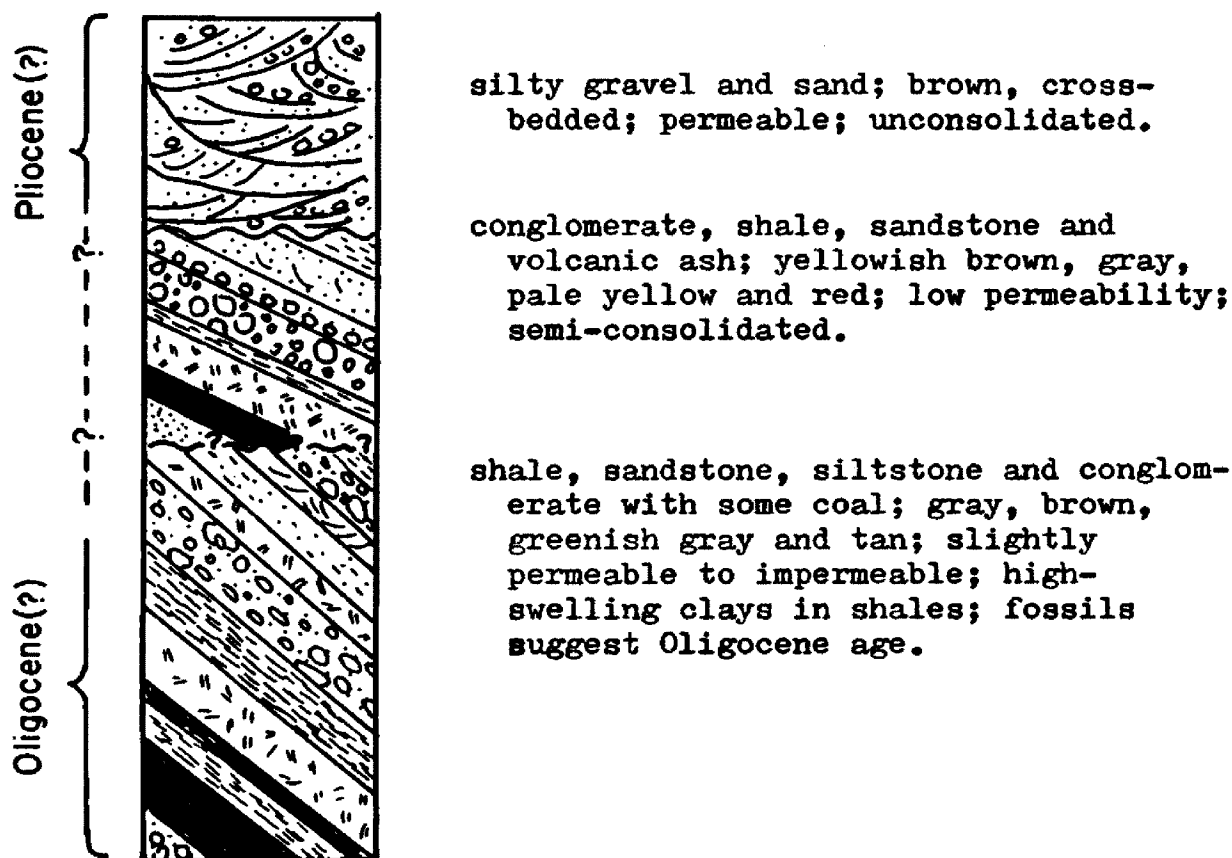 Pliocene(?)
silty gravel and sand; brown, cross-
bedded; permeable; unconsolidated.
?
conglomerate, shale, sandstone and
volcanic ash; yellowish brown, gray,
pale yellow and red; low permeability;
semi-consolidated.
?
? ?
shale, sandstone, siltstone and conglom-
erate with some coal; gray, brown,
greenish gray and tan; slightly
permeable to impermeable; high-
swelling clays in shales; fossils
suggest Oligocene age.
Oligocene(?)